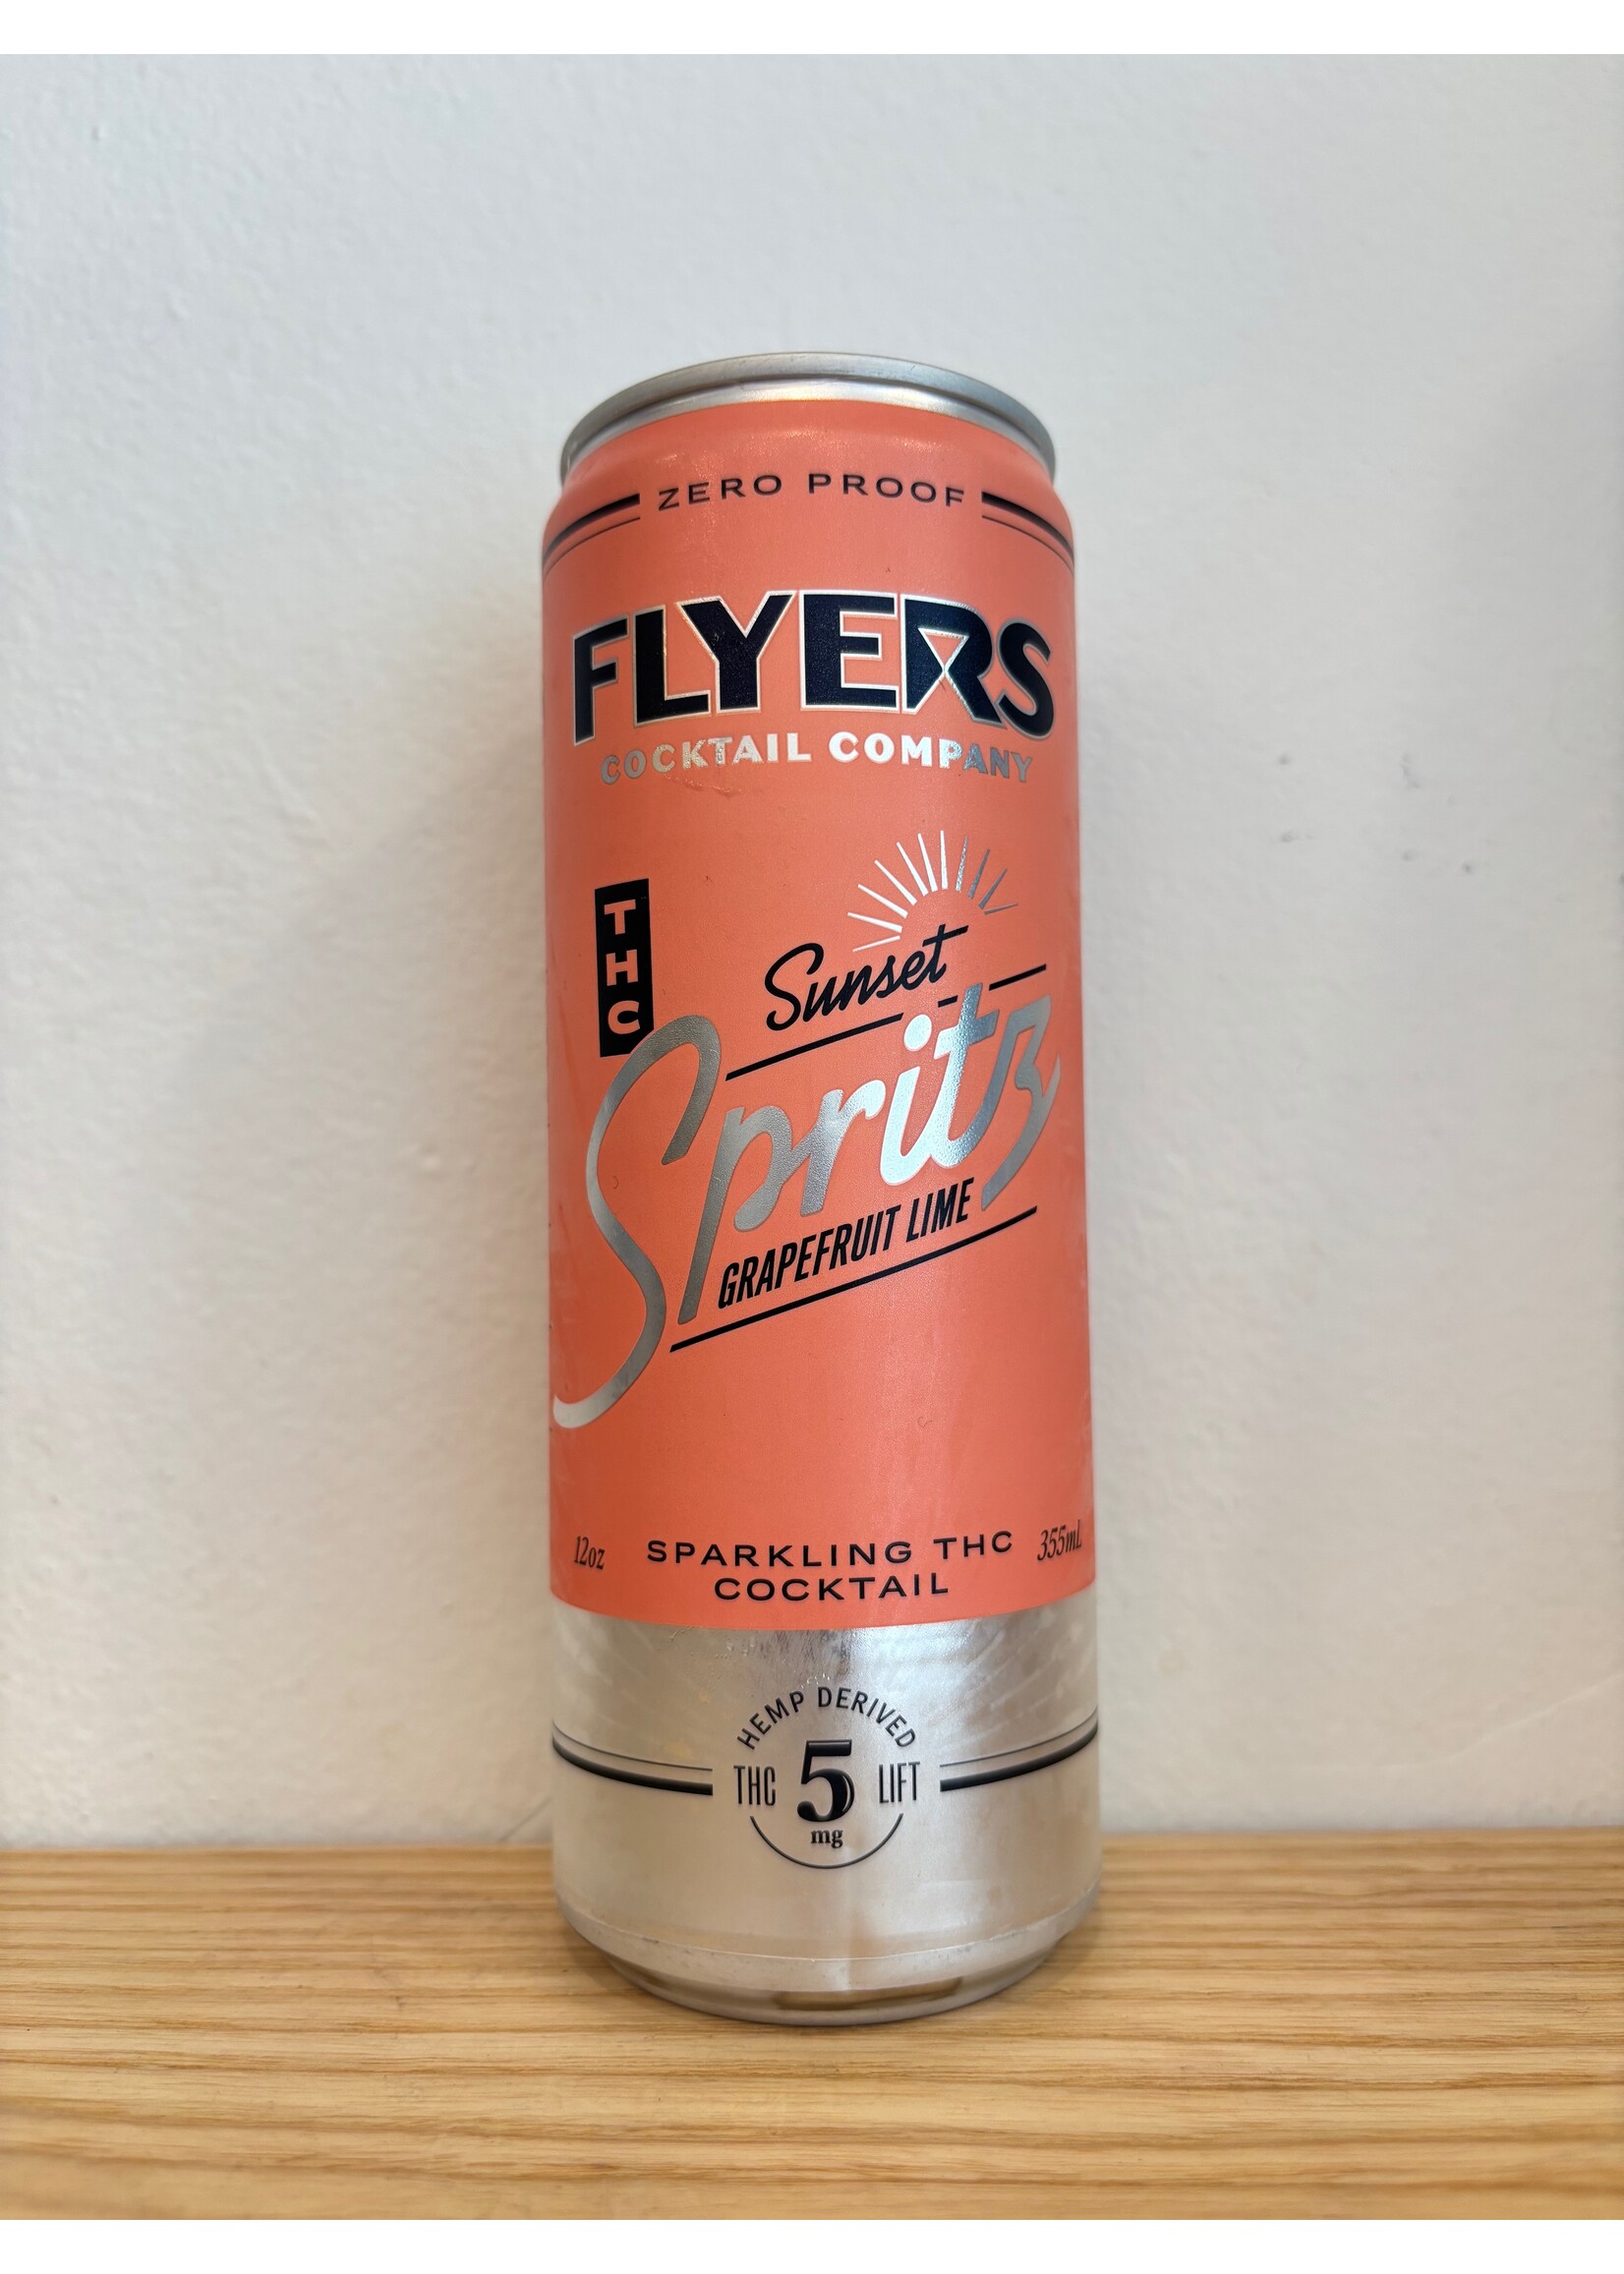 ZERO PROOF
FLYERS
COCKTAIL COMPANY
THC
Sunset
Spritz
GRAPEFRUIT LIME
12oz
SPARKLING THC
COCKTAIL
355mL
HEMP DERIVED
THC 5 LIFT
mg